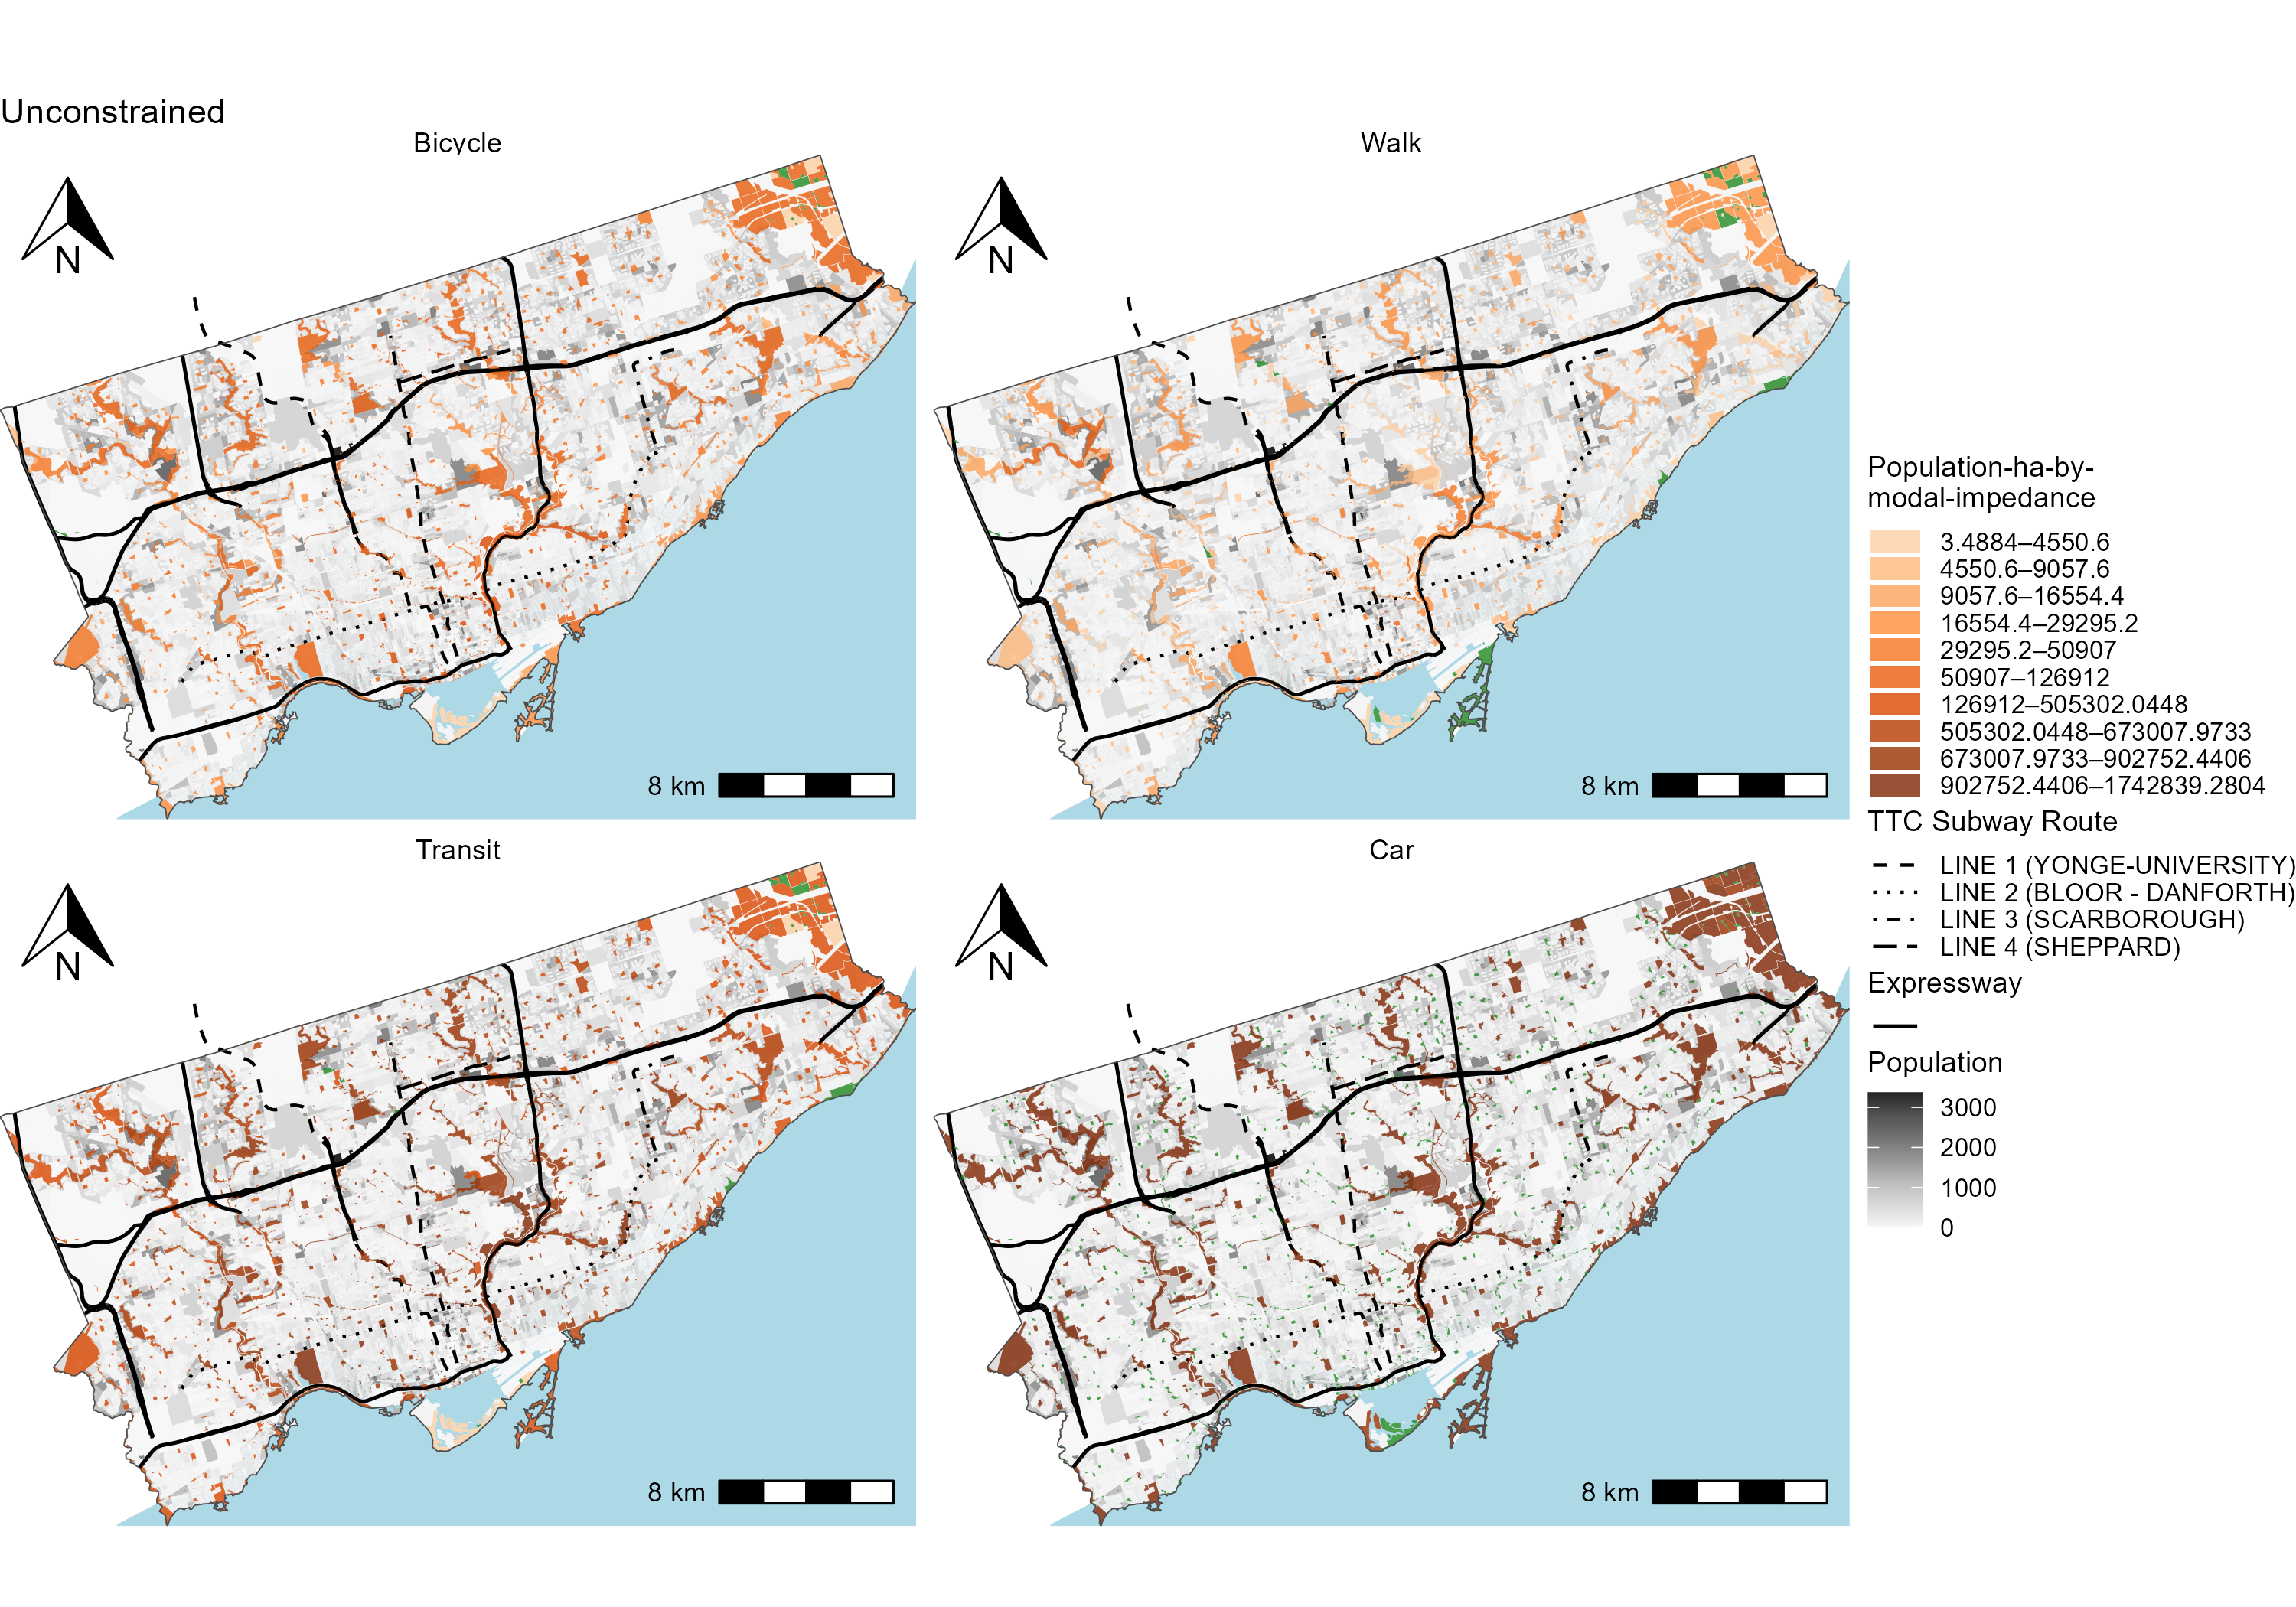 Unconstrained
Bicycle
Walk
N
N
8 km
8 km
Transit
Car
N
N
8 km
8 km
Population-ha-by-
modal-impedance
3.4884–4550.6
4550.6–9057.6
9057.6–16554.4
16554.4–29295.2
29295.2–50907
50907–126912
126912–505302.0448
505302.0448–673007.9733
673007.9733–902752.4406
902752.4406–1742839.2804
TTC Subway Route
LINE 1 (YONGE-UNIVERSITY)
LINE 2 (BLOOR - DANFORTH)
LINE 3 (SCARBOROUGH)
LINE 4 (SHEPPARD)
Expressway
Population
3000
2000
1000
0